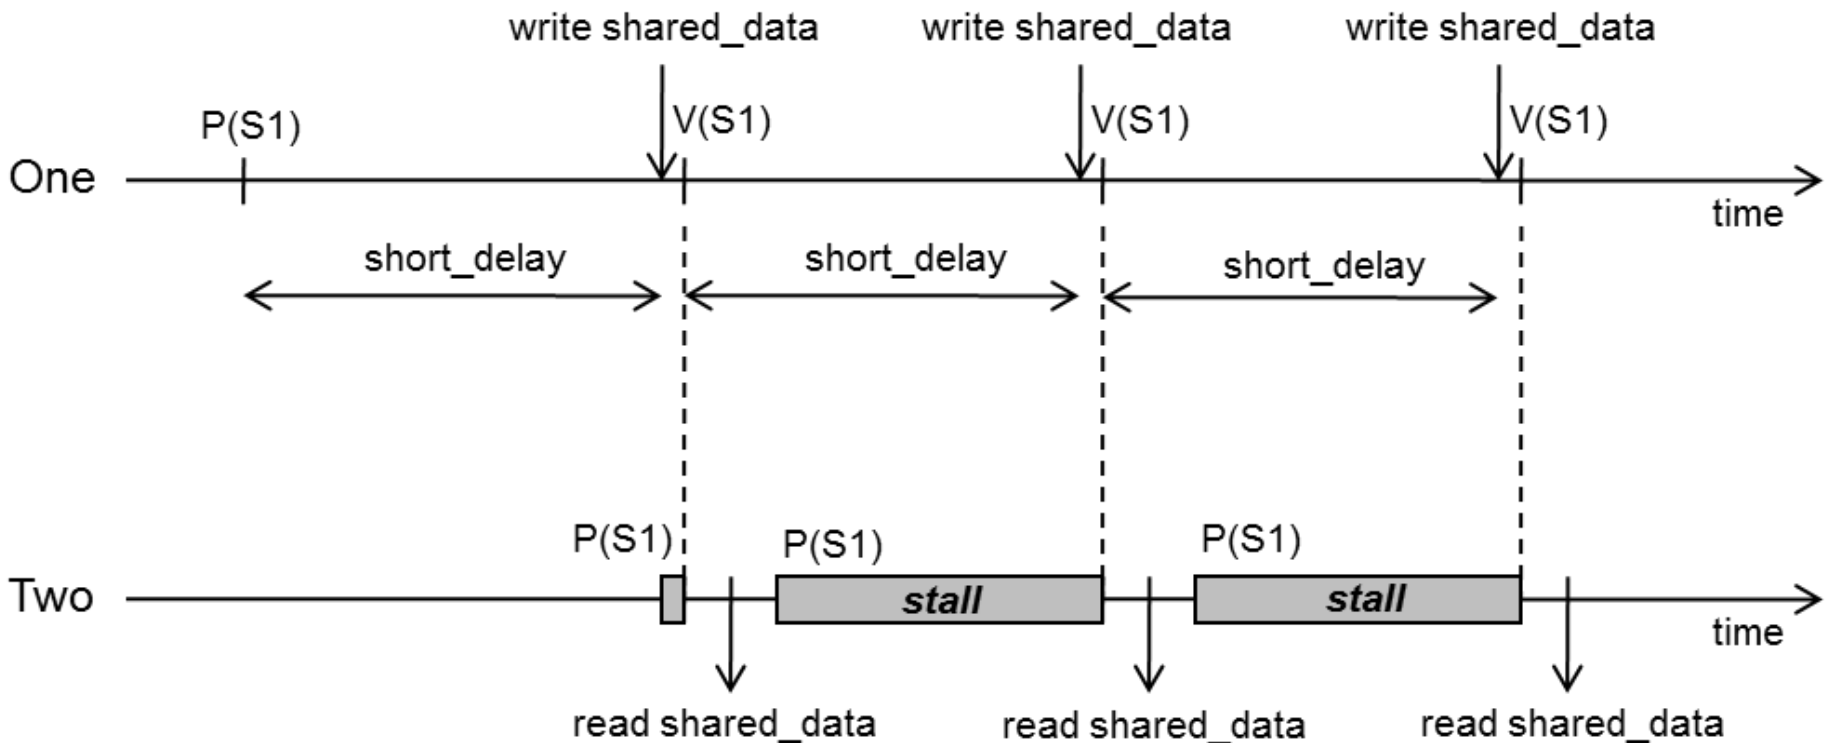 write shared_data
write shared_data
write shared_data
P(S1)
V(S1)
V(S1)
V(S1)
One
time
short_delay
short_delay
short_delay
P(S1)
P(S1)
P(S1)
Two
stall
stall
time
read shared_data
read shared_data
read shared_data